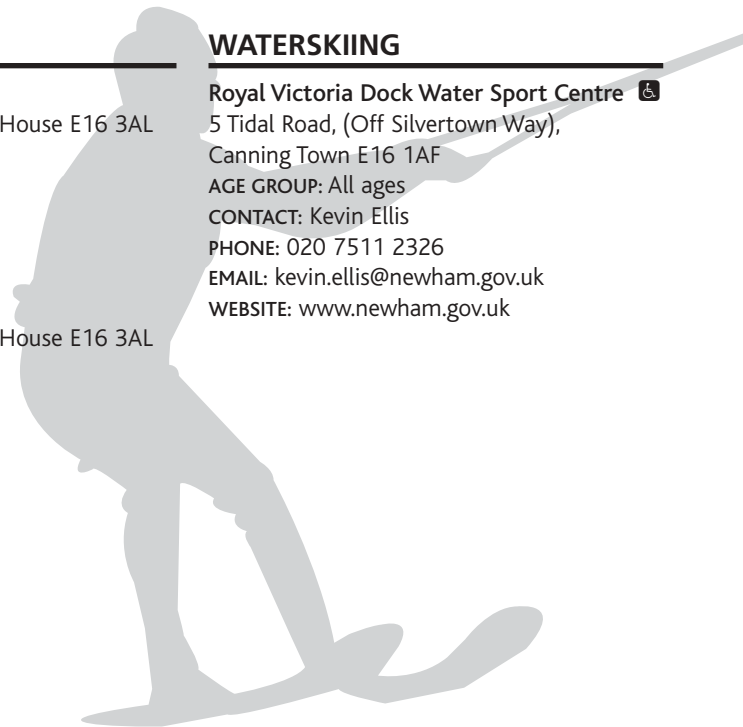 House E16 3AL
House E16 3AL
WATERSKIING
Royal Victoria Dock Water Sport Centre
5 Tidal Road, (Off Silvertown Way),
Canning Town E16 1AF
AGE GROUP: All ages
CONTACT: Kevin Ellis
PHONE: 020 7511 2326
EMAIL: kevin.ellis@newham.gov.uk
WEBSITE: www.newham.gov.uk